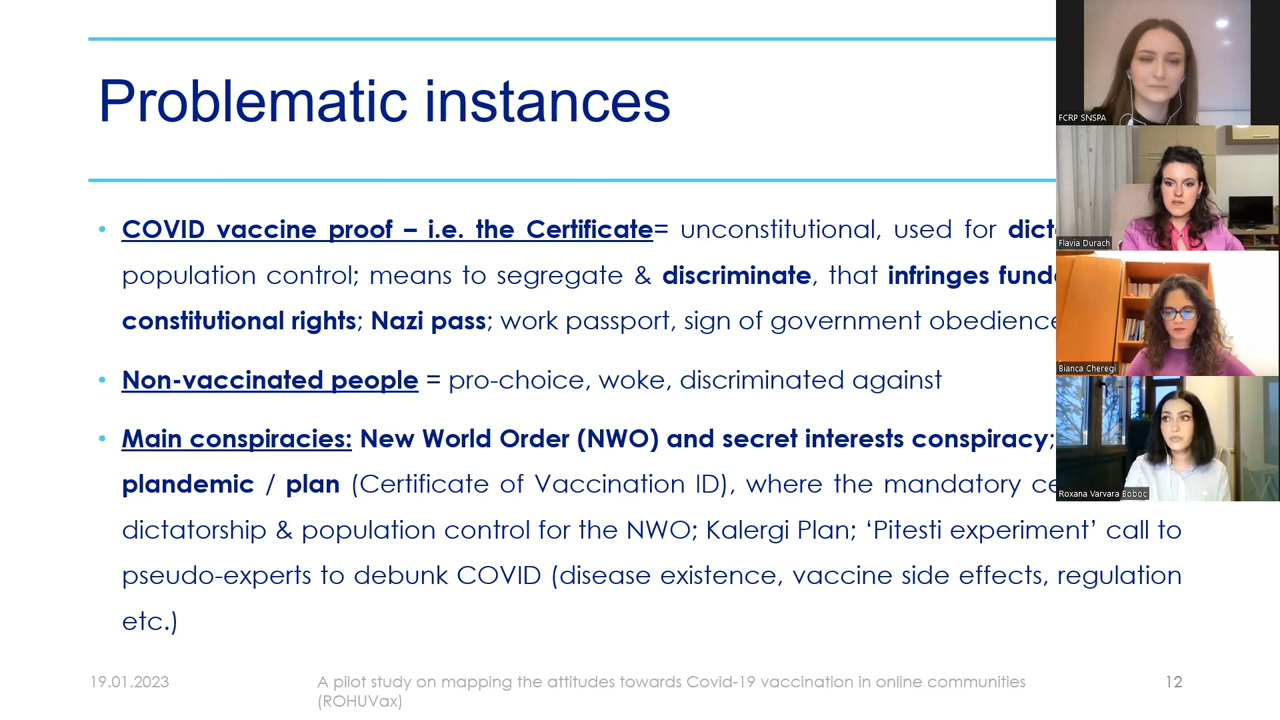 Problematic instances
• COVID vaccine proof – i.e. the Certificate= unconstitutional, used for
population control; means to segregate & discriminate, that infringes
constitutional rights; Nazi pass; work passport, sign of government obedience
• Non-vaccinated people = pro-choice, woke, discriminated against
• Main conspiracies: New World Order (NWO) and secret interests conspiracy;
plandemic / plan (Certificate of Vaccination ID), where the mandatory
dictatorship & population control for the NWO; Kalergi Plan; ‘Pitesti experiment’ call to
pseudo-experts to debunk COVID (disease existence, vaccine side effects, regulation
etc.)
19.01.2023
A pilot study on mapping the attitudes towards Covid-19 vaccination in online communities
(ROHUVax)
12
FCRP SNSPA
Flavia Durach
Bianca Cheregi
Roxana Varvara Boboc